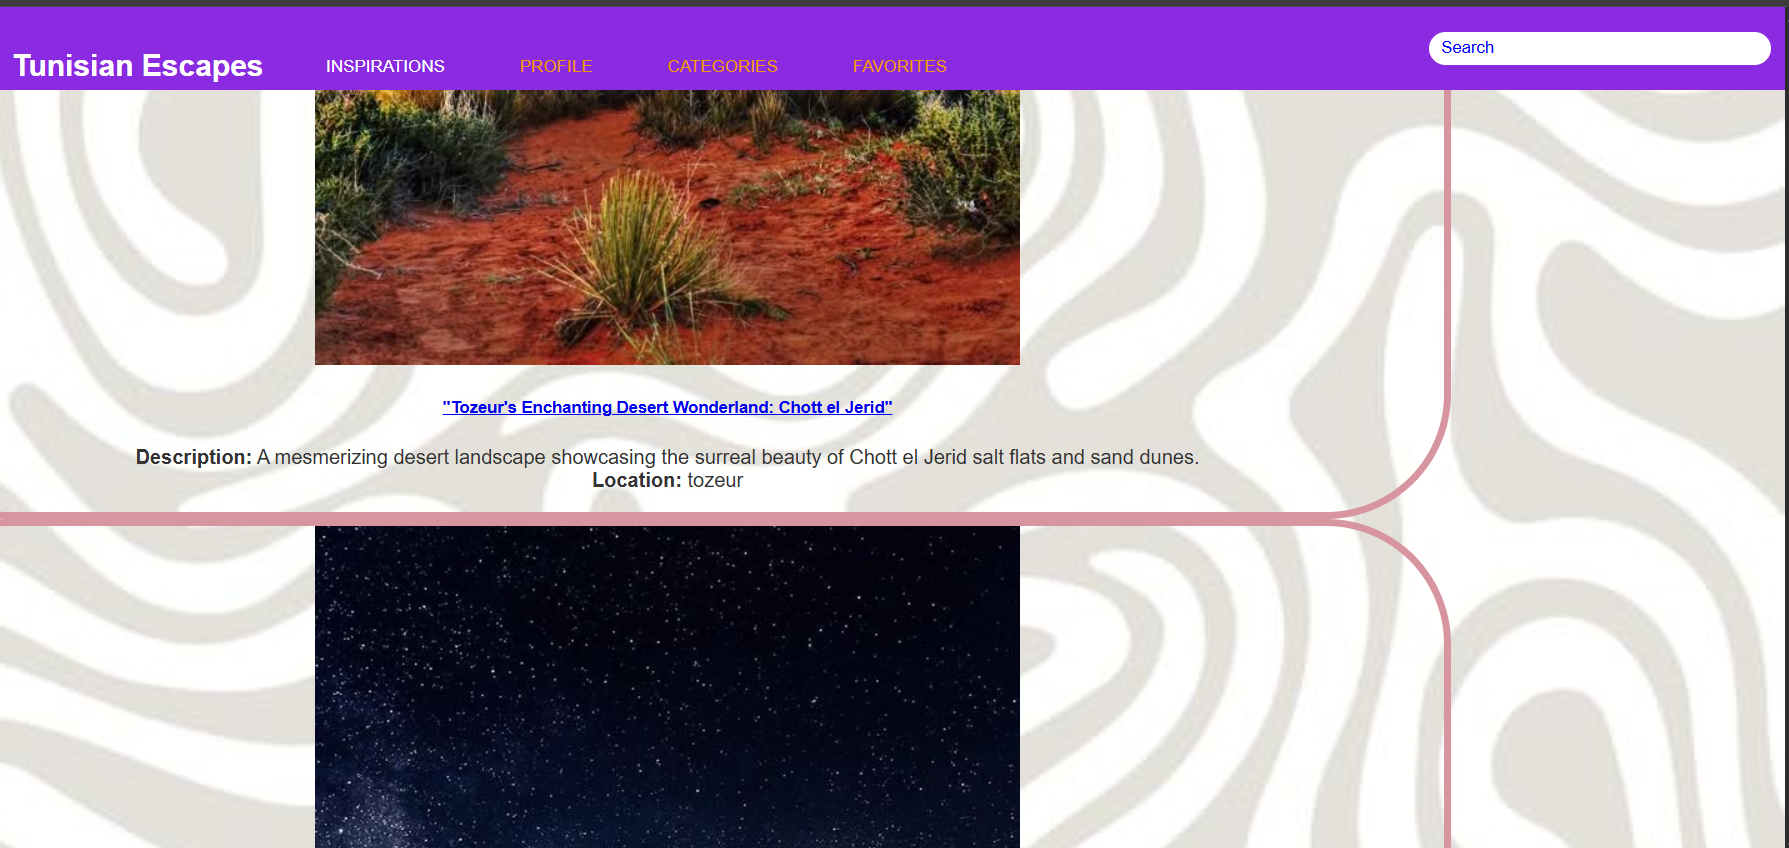 Tunisian Escapes
INSPIRATIONS PROFILE CATEGORIES FAVORITES
Search
"Tozeur's Enchanting Desert Wonderland: Chott el Jerid"
Description: A mesmerizing desert landscape showcasing the surreal beauty of Chott el Jerid salt flats and sand dunes.
Location: tozeur